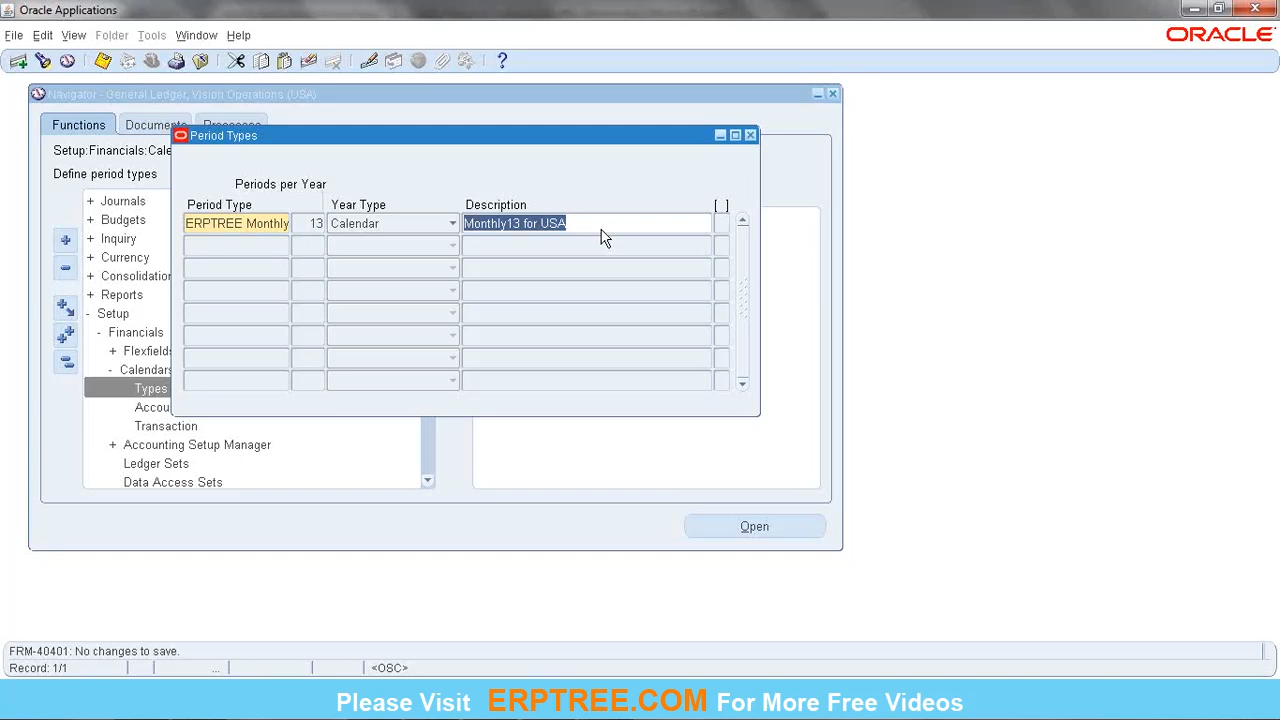 Oracle Applications
File Edit View Folder Tools Window Help
ORACLE
Navigator - General Ledger, Vision Operations (USA)
Functions Documents Processes
Period Types
Setup:Financials:Cale
Define period types
Periods per Year
Period Type Year Type Description [ ]
ERPTREE Monthly 13 Calendar Monthly13 for USA
+ Journals
+ Budgets
+ Inquiry
+ Currency
+ Consolidation
+ Reports
- Setup
- Financials
+ Flexfields
- Calendars
Types
Accou
Transaction
+ Accounting Setup Manager
Ledger Sets
Data Access Sets
Open
FRM-40401: No changes to save.
Record: 1/1 ... <OSC>
Please Visit ERPTREE.COM For More Free Videos